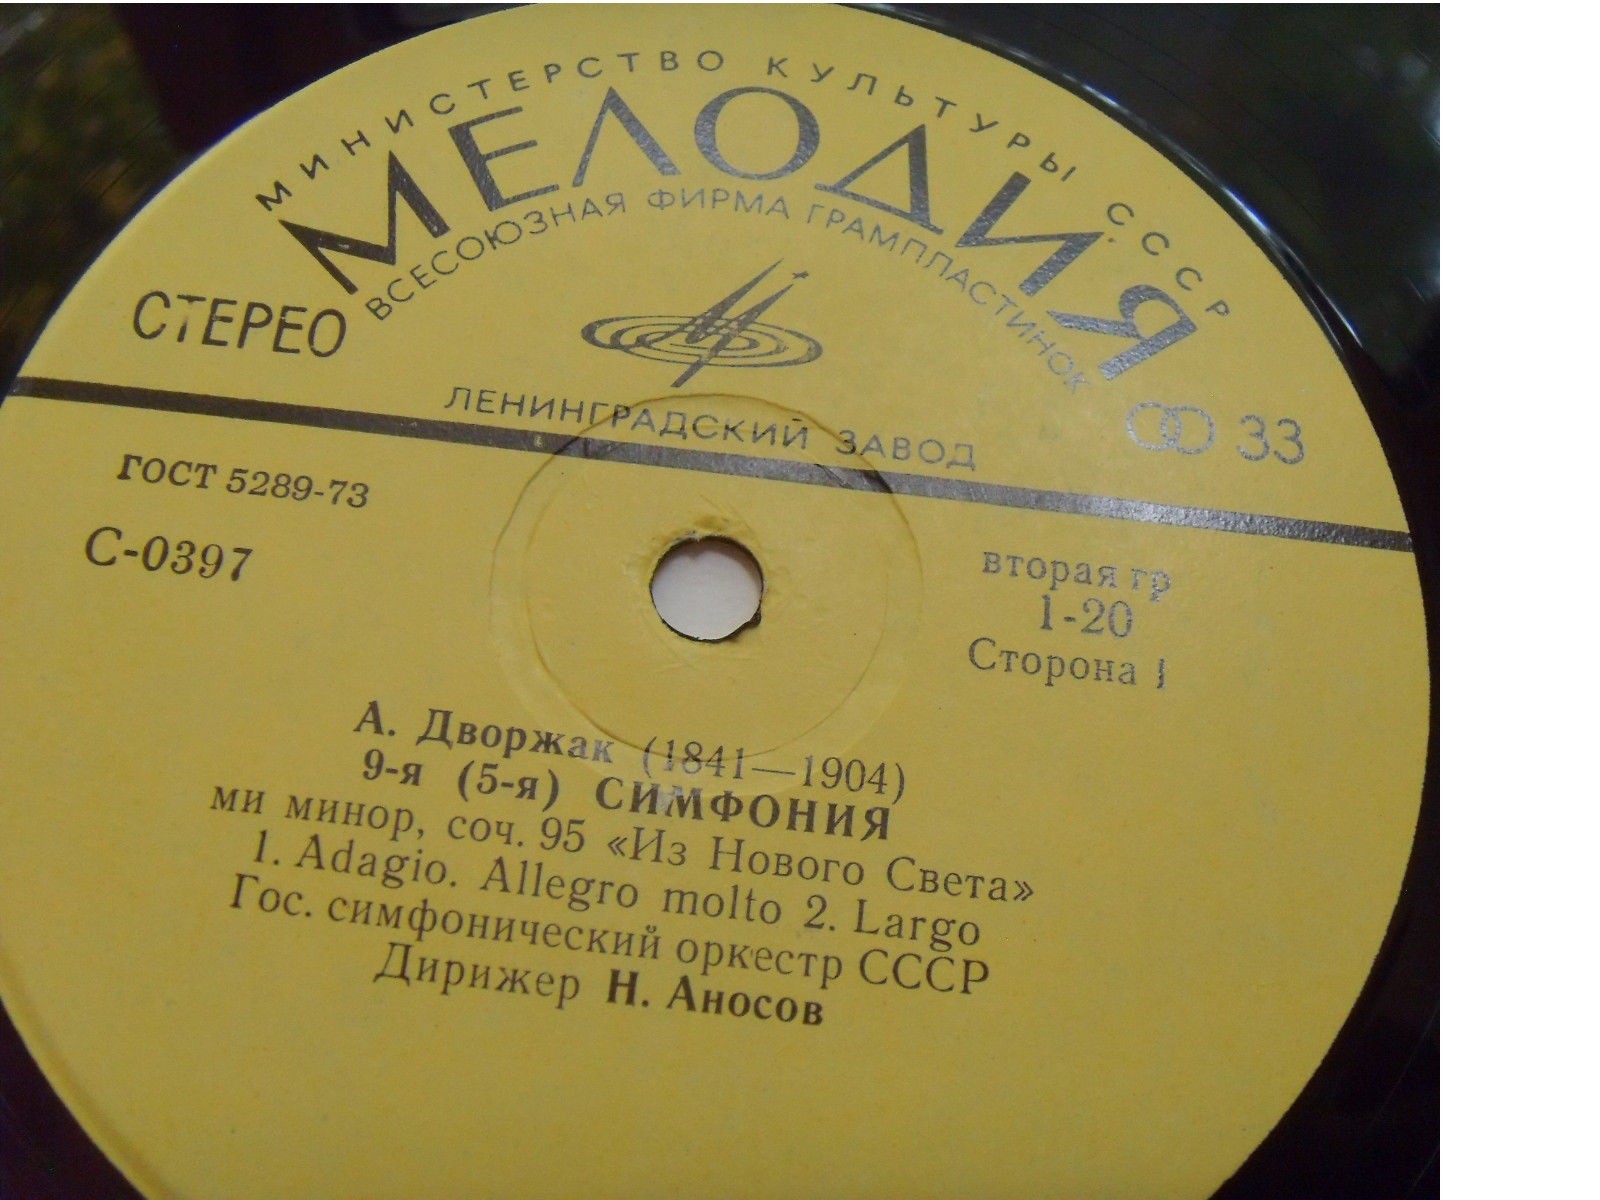 МИНИСТЕРСТВО КУЛЬТУРЫ СССР
МЕЛОДИЯ
ВСЕСОЮЗНАЯ ФИРМА ГРАМПЛАСТИНОК
СТЕРЕО
33
ЛЕНИНГРАДСКИЙ ЗАВОД
ГОСТ 5289-73
С-0397
вторая гр
1-20
Сторона 1
А. Дворжак (1841—1904)
9-я (5-я) СИМФОНИЯ
ми минор, соч. 95 «Из Нового Света»
1. Adagio. Allegro molto 2. Largo
Гос. симфонический оркестр СССР
Дирижер Н. Аносов